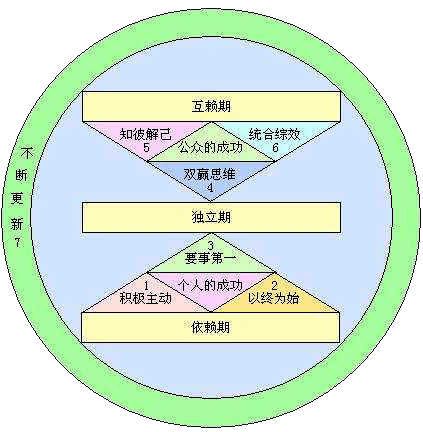 互赖期
知彼解己
5
统合综效
6
公众的成功
双赢思维
4
不断更新7
独立期
3
要事第一
1
积极主动
个人的成功
2
以终为始
依赖期